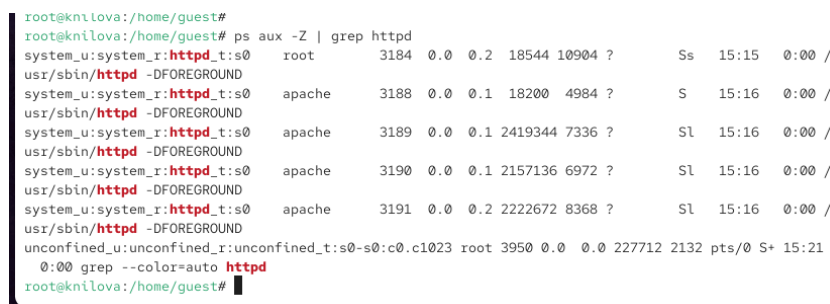 root@knilova:/home/guest#
root@knilova:/home/guest# ps aux -Z | grep httpd
system_u:system_r:httpd_t:s0    root        3184  0.0  0.2  18544 10904 ?        Ss   15:15   0:00 /
usr/sbin/httpd -DFOREGROUND
system_u:system_r:httpd_t:s0    apache      3188  0.0  0.1  18200  4984 ?        S    15:16   0:00 /
usr/sbin/httpd -DFOREGROUND
system_u:system_r:httpd_t:s0    apache      3189  0.0  0.1 2419344 7336 ?        Sl   15:16   0:00 /
usr/sbin/httpd -DFOREGROUND
system_u:system_r:httpd_t:s0    apache      3190  0.0  0.1 2157136 6972 ?        Sl   15:16   0:00 /
usr/sbin/httpd -DFOREGROUND
system_u:system_r:httpd_t:s0    apache      3191  0.0  0.2 2222672 8368 ?        Sl   15:16   0:00 /
usr/sbin/httpd -DFOREGROUND
unconfined_u:unconfined_r:unconfined_t:s0-s0:c0.c1023 root 3950 0.0  0.0 227712 2132 pts/0 S+ 15:21
  0:00 grep --color=auto httpd
root@knilova:/home/guest#